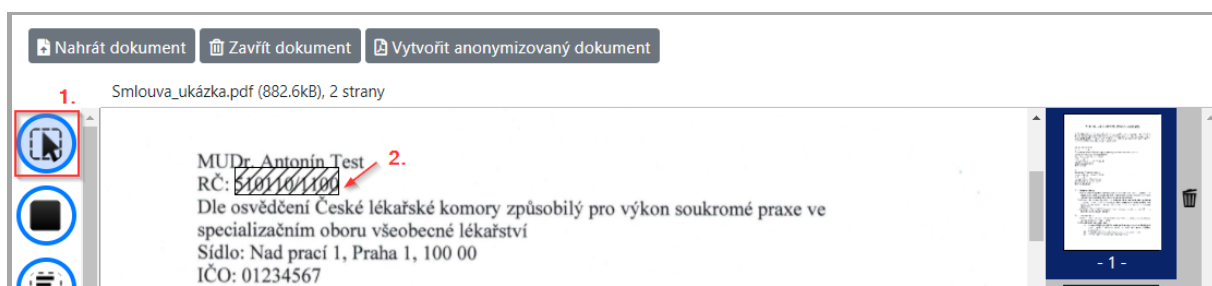 Nahrát dokument Zavřít dokument Vytvořit anonymizovaný dokument
Smlouva_ukázka.pdf (882.6kB), 2 strany
1.
MUDr. Antonín Test 2.
RČ: 510110/1100
Dle osvědčení České lékařské komory způsobilý pro výkon soukromé praxe ve
specializačním oboru všeobecné lékařství
Sídlo: Nad prací 1, Praha 1, 100 00
IČO: 01234567
- 1 -